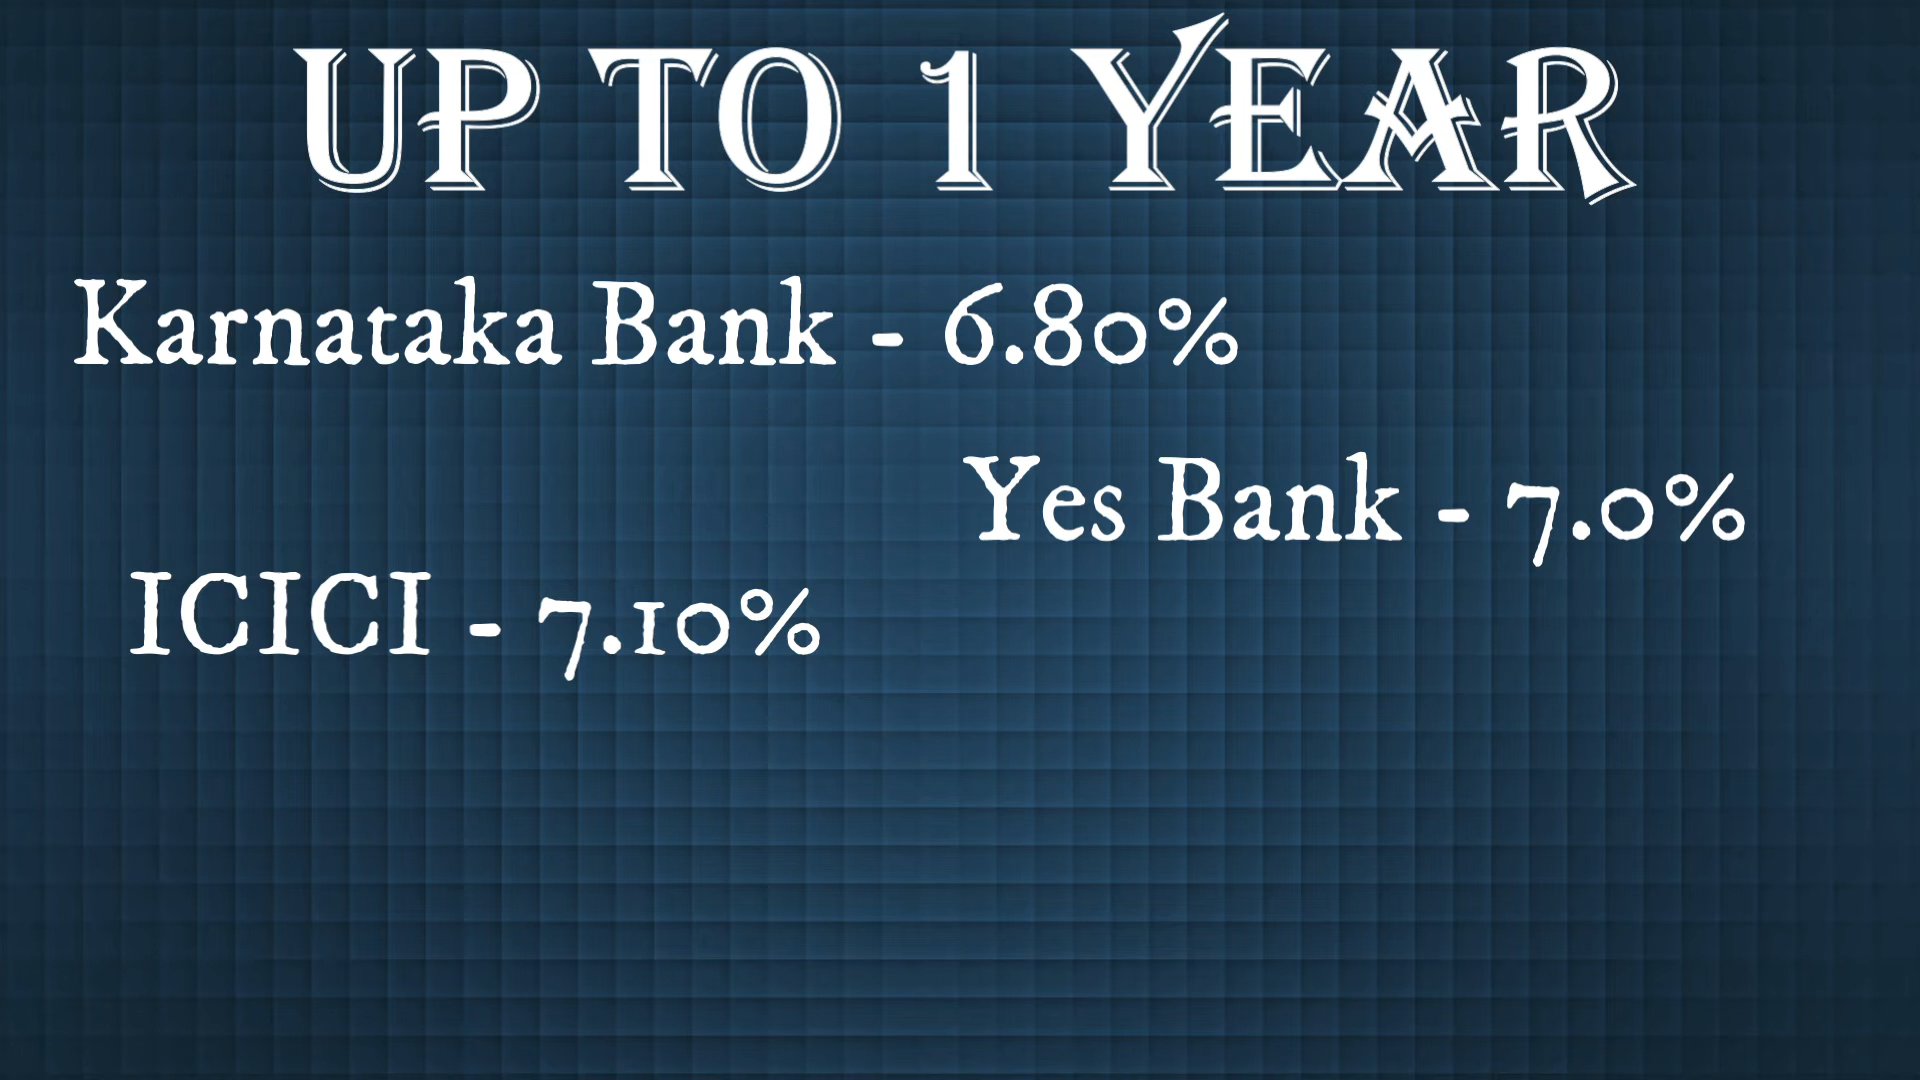 UP TO 1 YEAR
Karnataka Bank - 6.80%
Yes Bank - 7.0%
ICICI - 7.10%